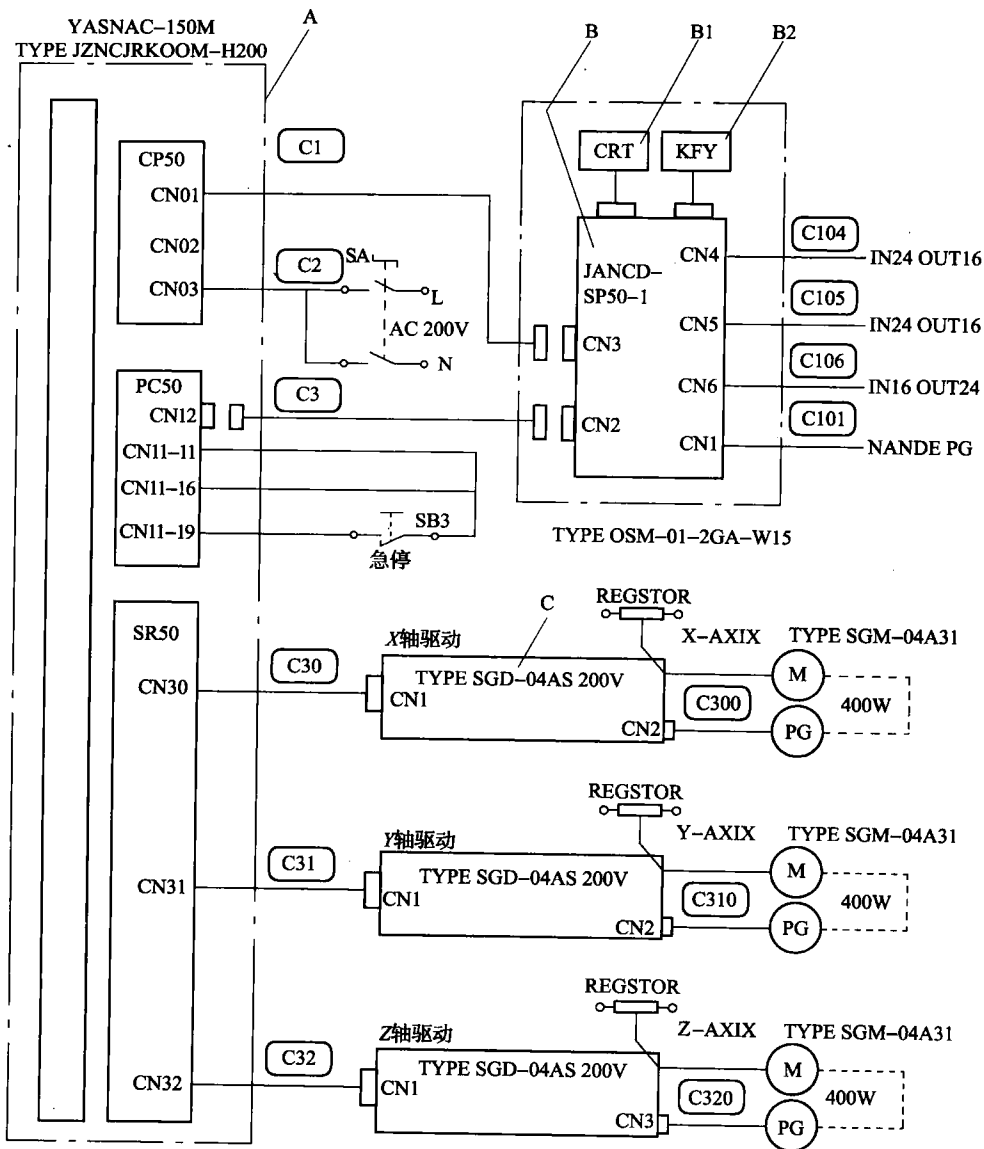 YASNAC-150M
TYPE JZNCJRKOOM-H200
A
B
B1
B2
C1
CP50
CN01
CN02
CN03
C2
SA
L
AC 200V
N
CRT
KFY
JANCD-
SP50-1
CN3
CN2
CN4
CN5
CN6
CN1
C104
IN24 OUT16
C105
IN24 OUT16
C106
IN16 OUT24
C101
NANDE PG
TYPE OSM-01-2GA-W15
PC50
CN12
CN11-11
CN11-16
CN11-19
C3
SB3
急停
SR50
CN30
CN31
CN32
C30
X轴驱动
C
TYPE SGD-04AS 200V
CN1
CN2
REGSTOR
X-AXIX
TYPE SGM-04A31
C300
M
PG
400W
C31
Y轴驱动
TYPE SGD-04AS 200V
CN1
CN2
REGSTOR
Y-AXIX
TYPE SGM-04A31
C310
M
PG
400W
C32
Z轴驱动
TYPE SGD-04AS 200V
CN1
CN3
REGSTOR
Z-AXIX
TYPE SGM-04A31
C320
M
PG
400W